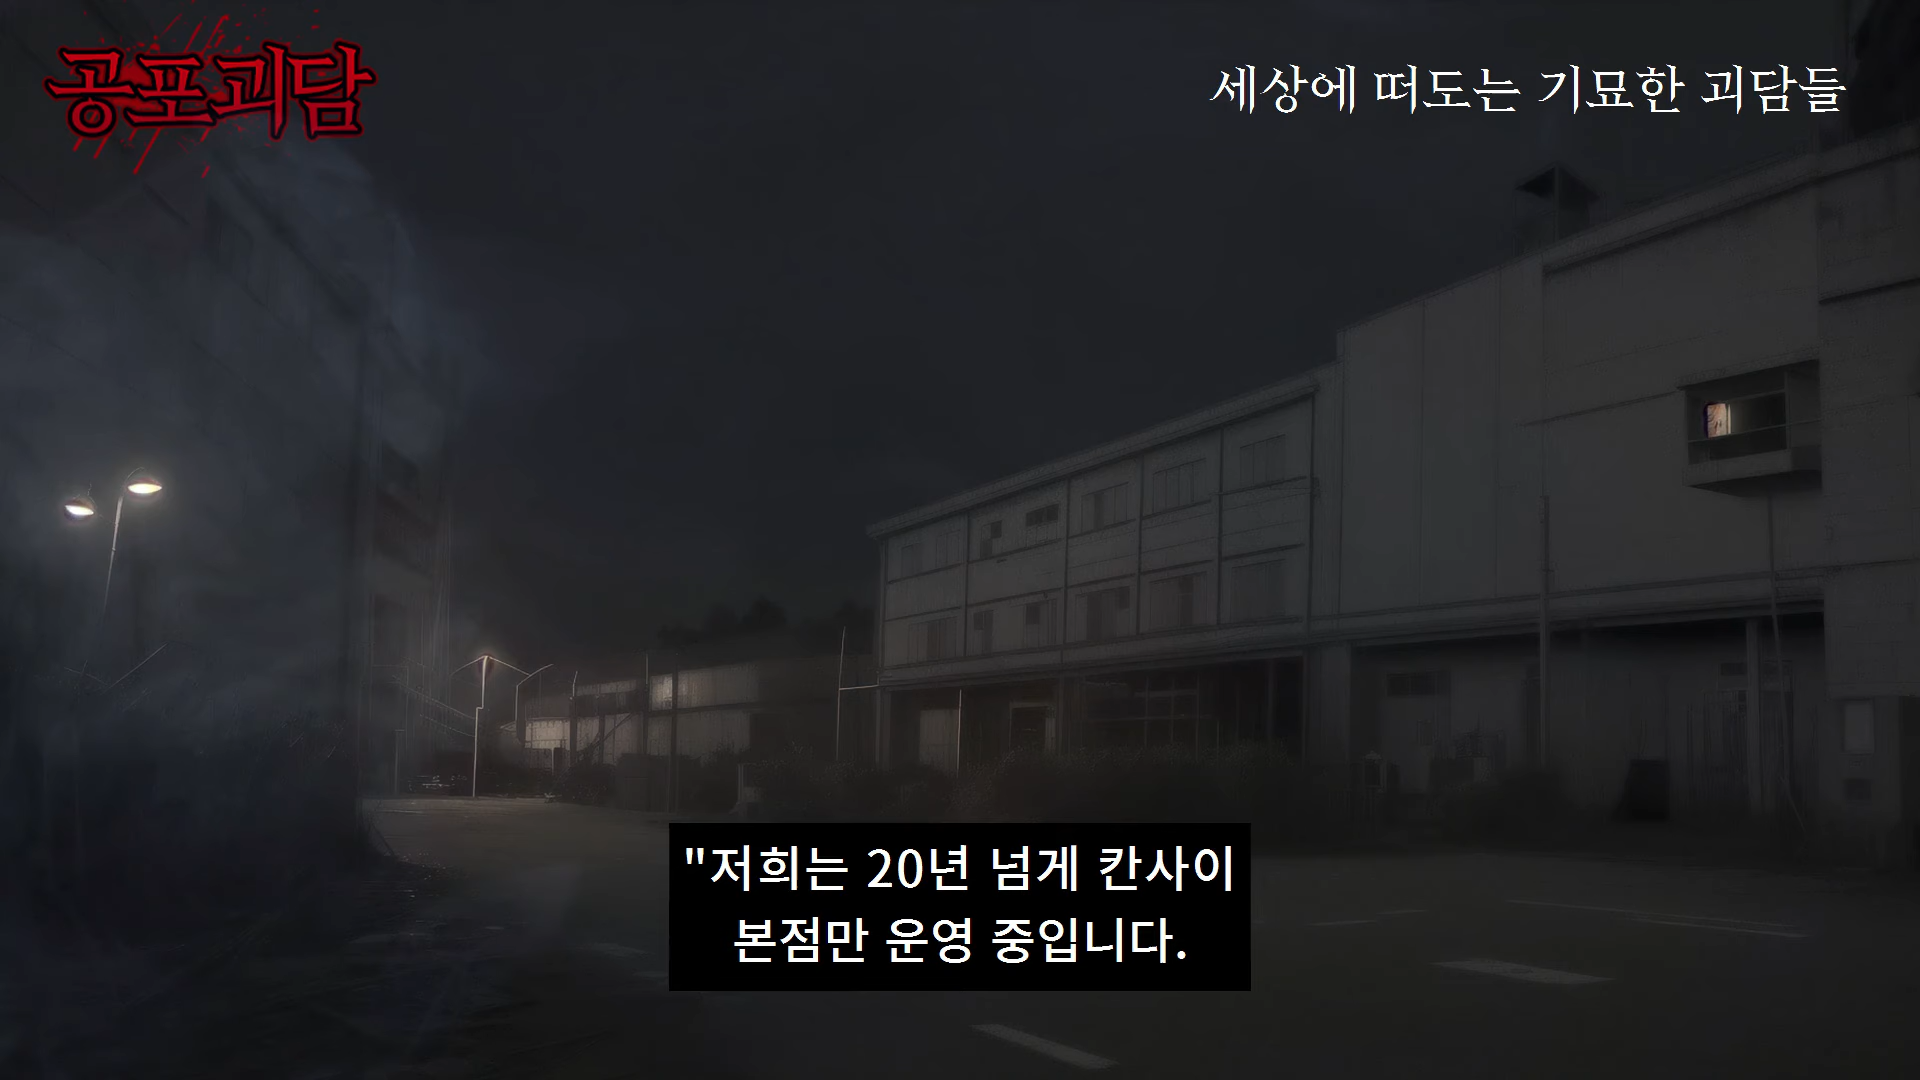 공포괴담
세상에 떠도는 기묘한 괴담들
"저희는 20년 넘게 칸사이
본점만 운영 중입니다.